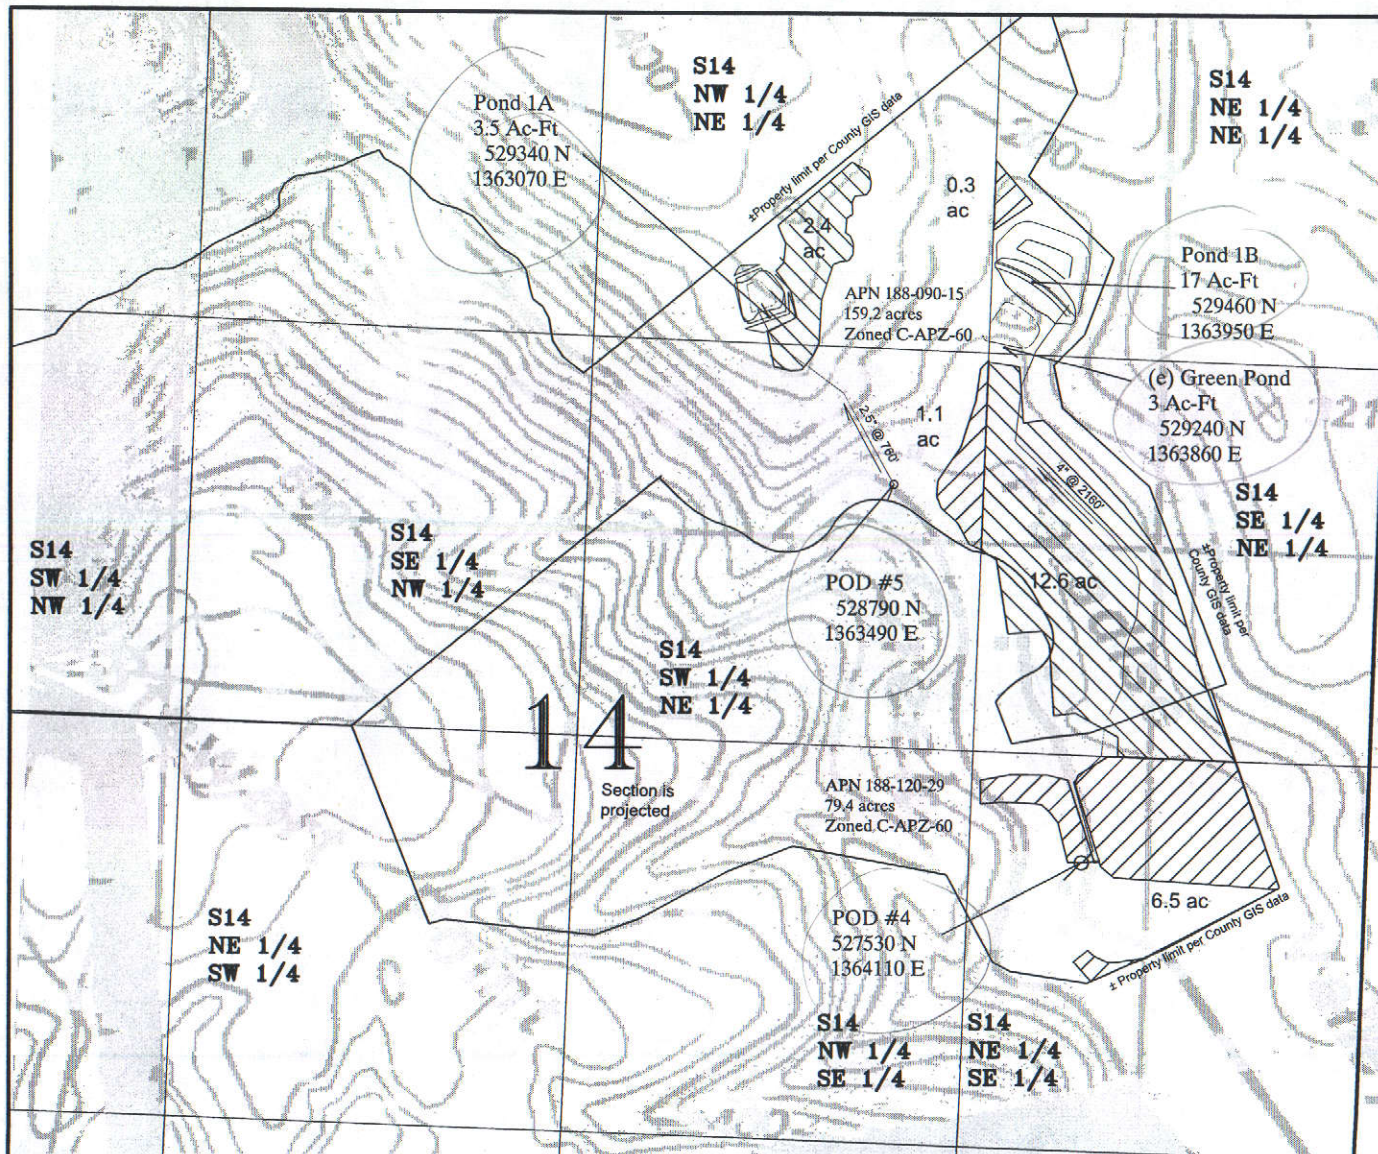 S14
NW 1/4
NE 1/4
S14
NE 1/4
NE 1/4
400
Pond 1A
3.5 Ac-Ft
529340 N
1363070 E
±Property limit per County GIS data
0.3
ac
2.4
ac
Pond 1B
17 Ac-Ft
529460 N
1363950 E
APN 188-090-15
159.2 acres
Zoned C-APZ-60
(e) Green Pond
3 Ac-Ft
529240 N
1363860 E
21
2.5" @ 760'
1.1
ac
4" @ 2160'
S14
SE 1/4
NE 1/4
S14
SW 1/4
NW 1/4
S14
SE 1/4
NW 1/4
POD #5
528790 N
1363490 E
12.6 ac
±Property limit per
County GIS data
S14
SW 1/4
NE 1/4
14
Section is
projected
APN 188-120-29
79.4 acres
Zoned C-APZ-60
6.5 ac
± Property limit per County GIS data
S14
NE 1/4
SW 1/4
POD #4
527530 N
1364110 E
S14
NW 1/4
SE 1/4
S14
NE 1/4
SE 1/4